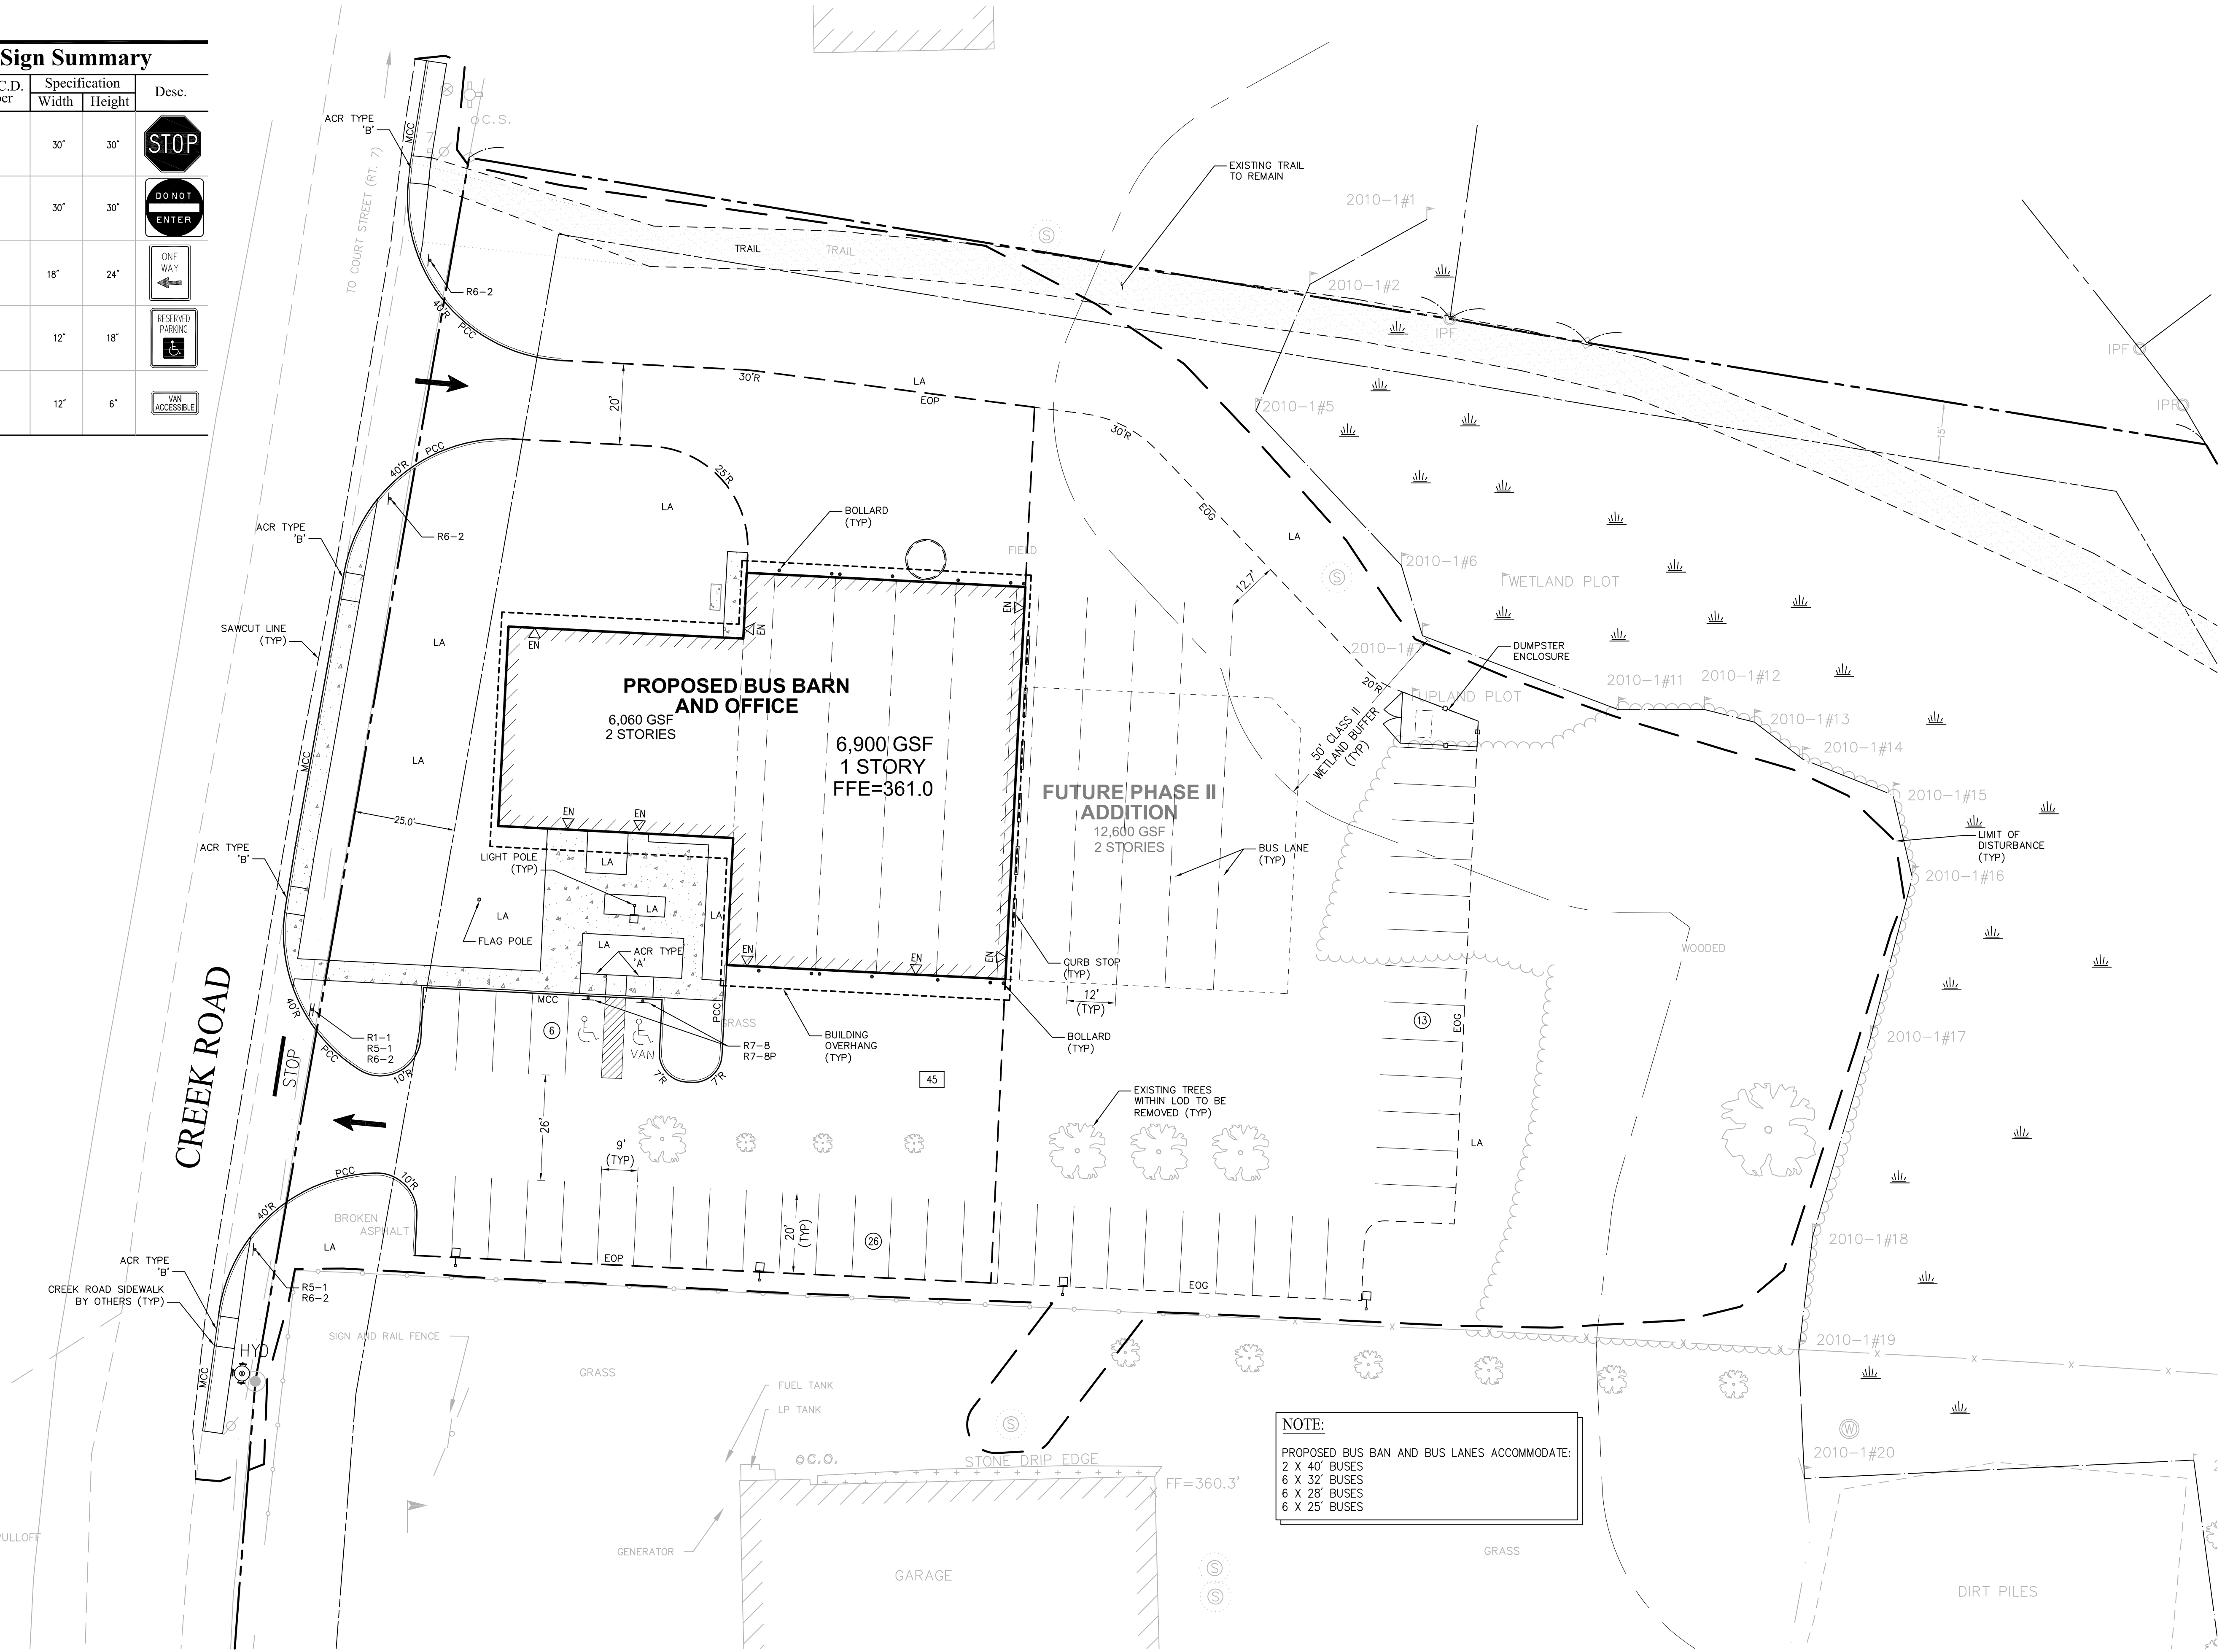 Sign Summary
C.D.
Specification
Desc.
Width
Height
30"
30"
STOP
30"
30"
DO NOT
ENTER
18"
24"
ONE
WAY
12"
18"
RESERVED
PARKING
12"
6"
VAN
ACCESSIBLE
ACR TYPE
'B'
MCC
C.S.
TO COURT STREET (RT. 7)
EXISTING TRAIL
TO REMAIN
2010-1#1
TRAIL
TRAIL
S
2010-1#2
IPF
IPF
IPF
R6-2
40'R
PCC
20'
30'R
LA
EOP
2010-1#5
15'
30'R
EOG
40'R
PCC
25'R
LA
LA
BOLLARD
(TYP)
R6-2
ACR TYPE
'B'
FIELD
S
2010-1#6
WETLAND PLOT
12.7'
SAWCUT LINE
(TYP)
LA
EN
EN
EN
2010-1#
DUMPSTER
ENCLOSURE
20'R
UPLAND PLOT
2010-1#11
2010-1#12
2010-1#13
2010-1#14
2010-1#15
PROPOSED BUS BARN
AND OFFICE
6,060 GSF
2 STORIES
6,900 GSF
1 STORY
FFE=361.0
50' CLASS II
WETLAND BUFFER
(TYP)
MCC
LA
FUTURE PHASE II
ADDITION
12,600 GSF
2 STORIES
25.0'
EN
EN
ACR TYPE
'B'
LIGHT POLE
(TYP)
LA
BUS LANE
(TYP)
LIMIT OF
DISTURBANCE
(TYP)
2010-1#16
LA
LA
LA
FLAG POLE
LA
ACR TYPE
'A'
EN
EN
EN
WOODED
CURB STOP
(TYP)
12'
(TYP)
CREEK ROAD
40'R
MCC
PCC
GRASS
6
VAN
R1-1
R5-1
R6-2
PCC
10'R
STOP
7'R
7'R
R7-8
R7-8P
BUILDING
OVERHANG
(TYP)
BOLLARD
(TYP)
13
EOG
2010-1#17
45
EXISTING TREES
WITHIN LOD TO BE
REMOVED (TYP)
26'
9'
(TYP)
LA
PCC
10'R
40'R
BROKEN
ASPHALT
LA
20'
(TYP)
26
EOP
EOG
2010-1#18
ACR TYPE
'B'
CREEK ROAD SIDEWALK
BY OTHERS (TYP)
R5-1
R6-2
SIGN AND RAIL FENCE
HYD
MCC
GRASS
2010-1#19
FUEL TANK
LP TANK
S
C.O.
STONE DRIP EDGE
FF=360.3'
W
2010-1#20
NOTE:
PROPOSED BUS BAN AND BUS LANES ACCOMMODATE:
2 X 40' BUSES
6 X 32' BUSES
6 X 28' BUSES
6 X 25' BUSES
GENERATOR
GARAGE
S
S
GRASS
DIRT PILES